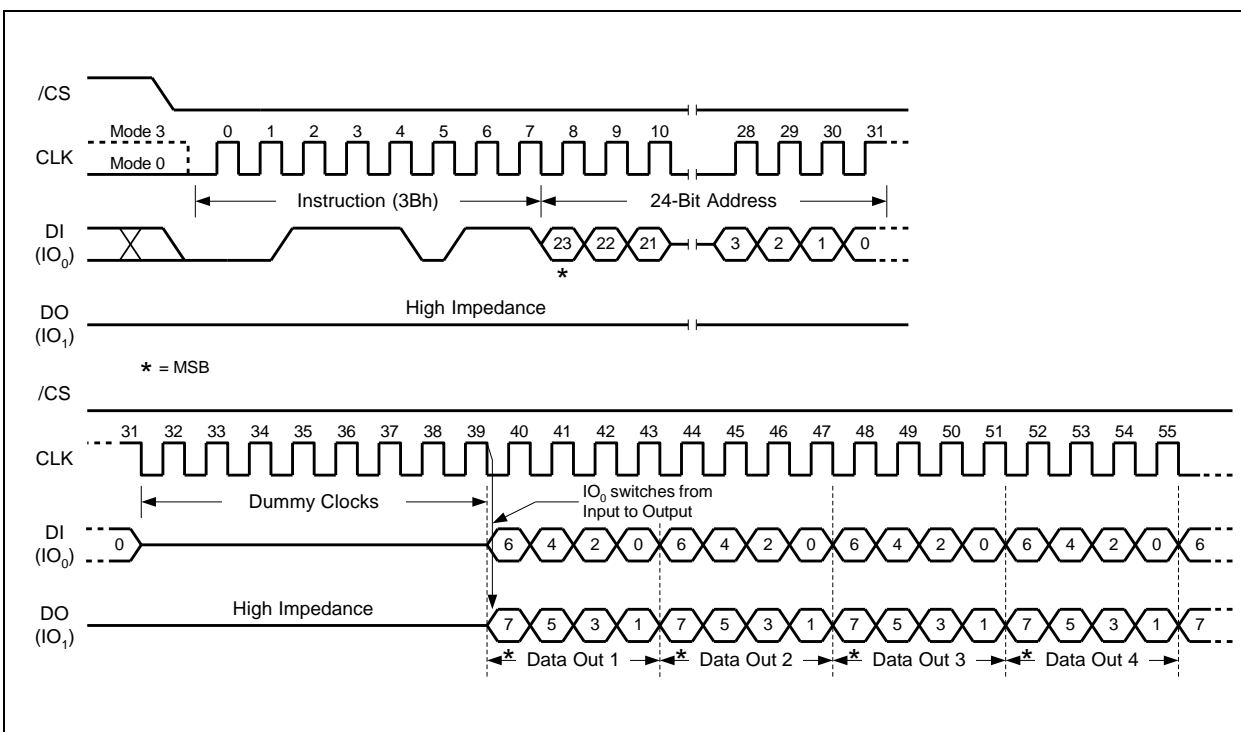 /CS
Mode 3 0 1 2 3 4 5 6 7 8 9 10 28 29 30 31
CLK
Mode 0
Instruction (3Bh) 24-Bit Address
DI
(IO0) 23 22 21 3 2 1 0
*
High Impedance
DO
(IO1)
* = MSB
/CS
31 32 33 34 35 36 37 38 39 40 41 42 43 44 45 46 47 48 49 50 51 52 53 54 55
CLK
Dummy Clocks
IO0 switches from
Input to Output
DI
(IO0) 0 6 4 2 0 6 4 2 0 6 4 2 0 6 4 2 0 6
High Impedance
DO
(IO1) 7 5 3 1 7 5 3 1 7 5 3 1 7 5 3 1 7
* Data Out 1 * Data Out 2 * Data Out 3 * Data Out 4